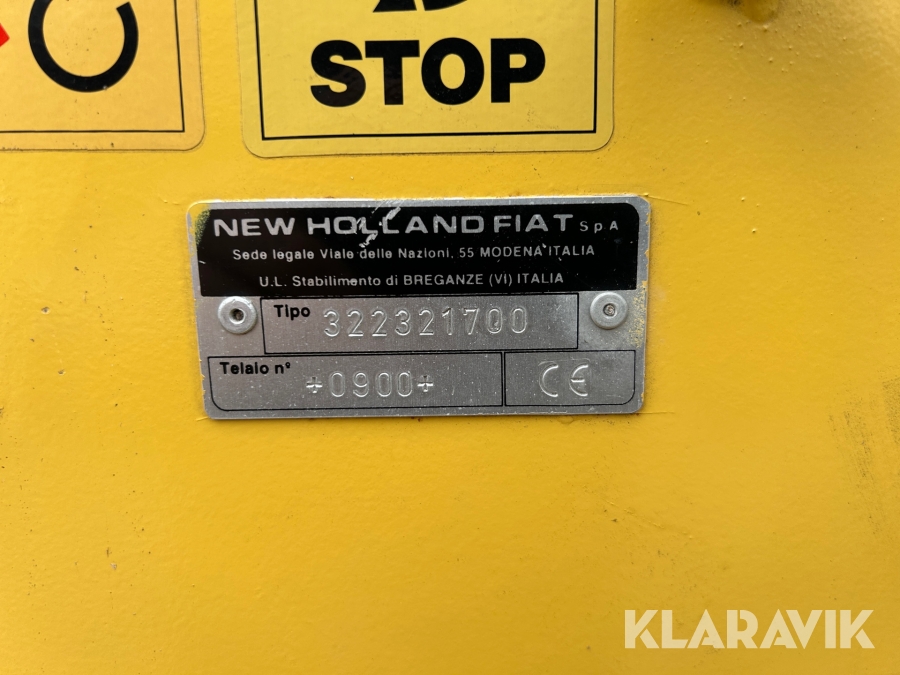 STOP
NEW HOLLAND FIAT SpA
Sede legale Viale delle Nazioni, 55 MODENA ITALIA
U.L. Stabilimento di BREGANZE (VI) ITALIA
Tipo 322321700
Telaio nº +0900+ CE
KLARAVIK